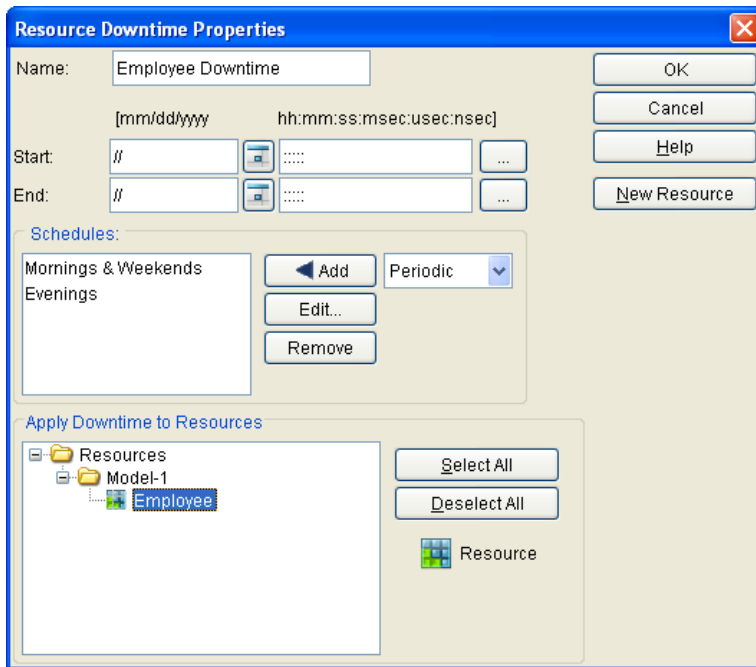 Resource Downtime Properties
Name: Employee Downtime
OK
Cancel
[mm/dd/yyyy hh:mm:ss:msec:usec:nsec]
Help
Start: // ::::: ...
End: // ::::: ...
New Resource
Schedules:
Mornings & Weekends
Evenings
Add
Periodic
Edit...
Remove
Apply Downtime to Resources
Resources
Model-1
Employee
Select All
Deselect All
Resource